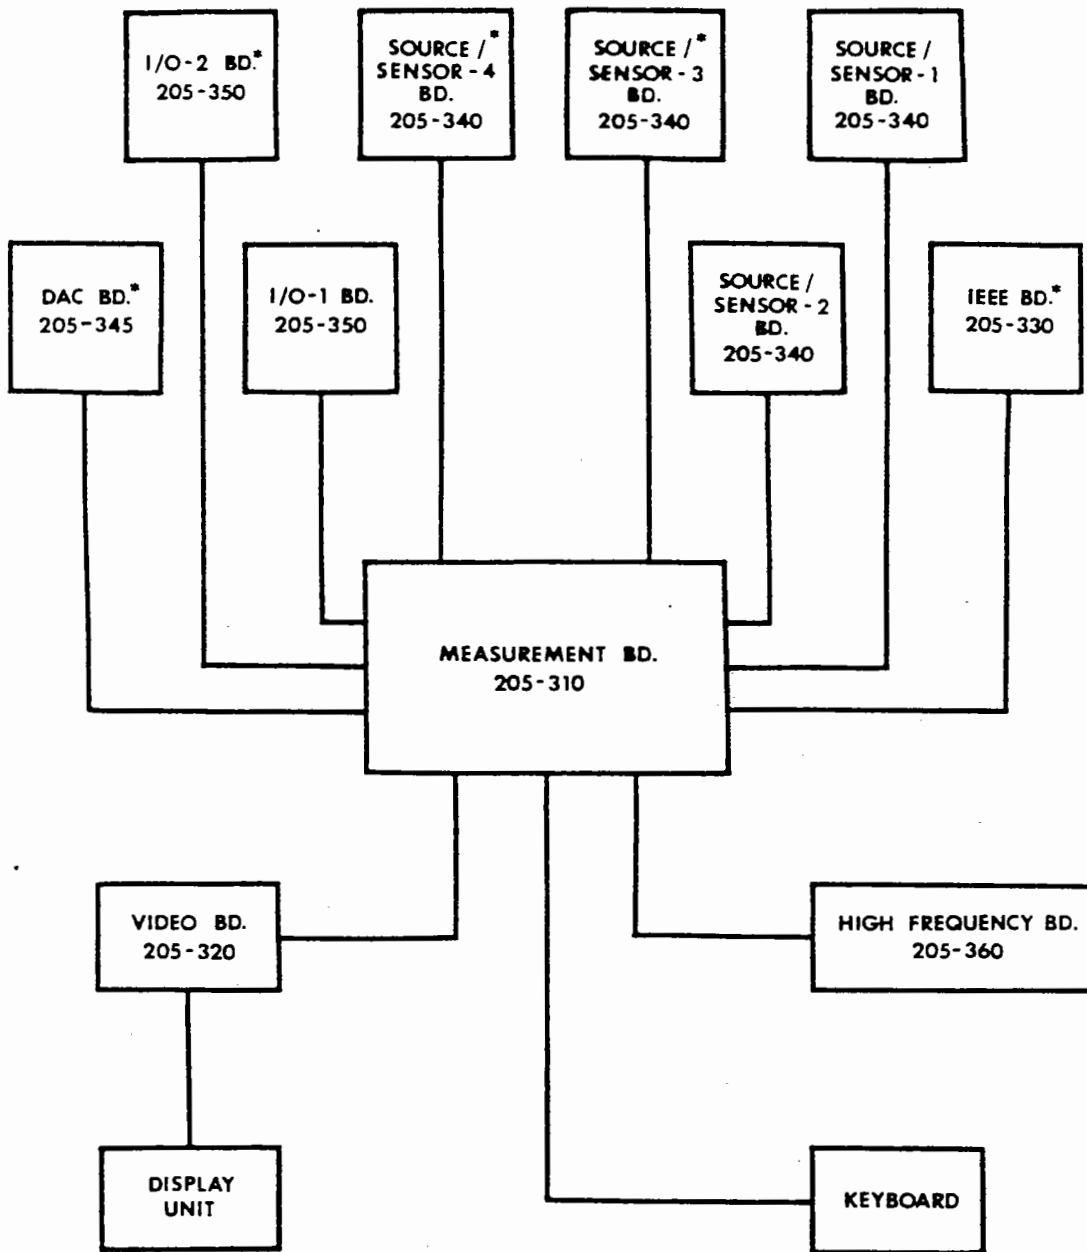 I/O-2 BD.*
205-350
SOURCE/*
SENSOR-4
BD.
205-340
SOURCE/*
SENSOR-3
BD.
205-340
SOURCE/
SENSOR-1
BD.
205-340
DAC BD.*
205-345
I/O-1 BD.
205-350
SOURCE/
SENSOR-2
BD.
205-340
IEEE BD.*
205-330
MEASUREMENT BD.
205-310
VIDEO BD.
205-320
HIGH FREQUENCY BD.
205-360
DISPLAY
UNIT
KEYBOARD